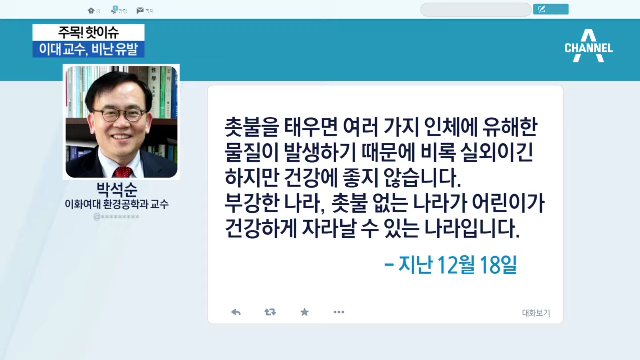 주목! 핫이슈
이대 교수, 비난 유발
CHANNEL
박석순
이화여대 환경공학과 교수
@*********
촛불을 태우면 여러 가지 인체에 유해한
물질이 발생하기 때문에 비록 실외이긴
하지만 건강에 좋지 않습니다.
부강한 나라, 촛불 없는 나라가 어린이가
건강하게 자라날 수 있는 나라입니다.
- 지난 12월 18일
대화보기